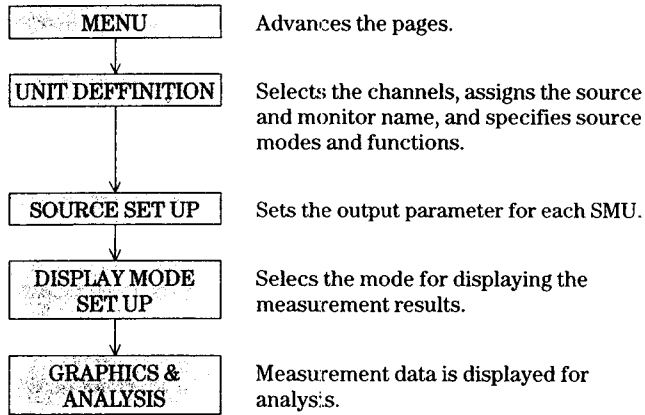 MENU
Advances the pages.
UNIT DEFFINITION
Selects the channels, assigns the source
and monitor name, and specifies source
modes and functions.
SOURCE SET UP
Sets the output parameter for each SMU.
DISPLAY MODE
SET UP
Selecs the mode for displaying the
measurement results.
GRAPHICS &
ANALYSIS
Measurement data is displayed for
analysis.